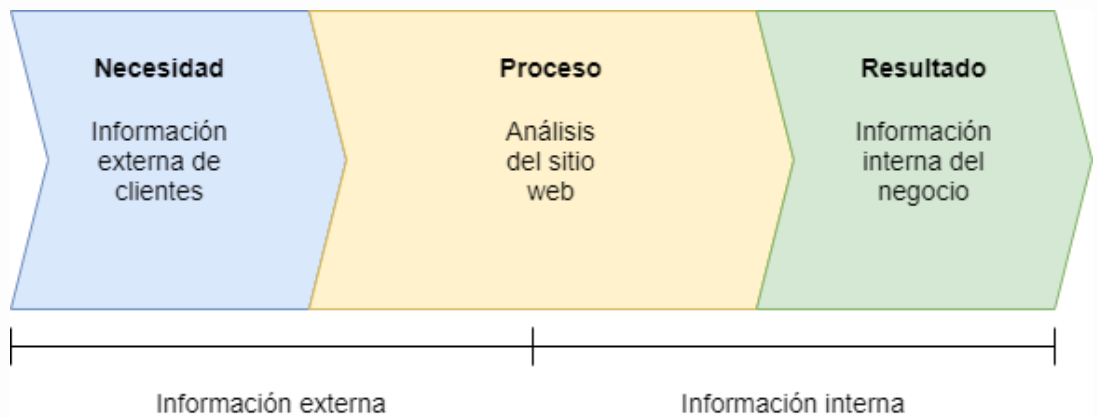 Necesidad
Información
externa de
clientes
Proceso
Análisis
del sitio
web
Resultado
Información
interna del
negocio
Información externa
Información interna